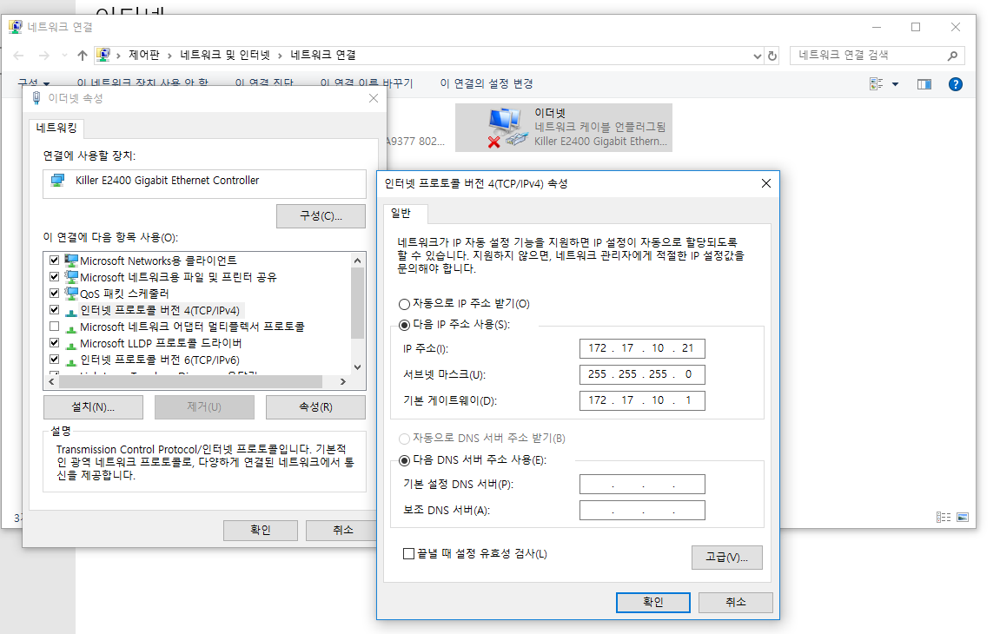 이더넷
네트워크 연결
제어판 › 네트워크 및 인터넷 › 네트워크 연결
네트워크 연결 검색
구성
이 네트워크 장치 사용 안 함
이 연결 진단
이 연결 이름 바꾸기
이 연결의 설정 변경
A9377 802...
이더넷
네트워크 케이블 언플러그됨
Killer E2400 Gigabit Ethern...
이더넷 속성
네트워킹
연결에 사용할 장치:
Killer E2400 Gigabit Ethernet Controller
구성(C)...
이 연결에 다음 항목 사용(O):
Microsoft Networks용 클라이언트
Microsoft 네트워크용 파일 및 프린터 공유
QoS 패킷 스케줄러
인터넷 프로토콜 버전 4(TCP/IPv4)
Microsoft 네트워크 어댑터 멀티플렉서 프로토콜
Microsoft LLDP 프로토콜 드라이버
인터넷 프로토콜 버전 6(TCP/IPv6)
설치(N)...
제거(U)
속성(R)
설명
Transmission Control Protocol/인터넷 프로토콜입니다. 기본적
인 광역 네트워크 프로토콜로, 다양하게 연결된 네트워크에서 통
신을 제공합니다.
확인
취소
인터넷 프로토콜 버전 4(TCP/IPv4) 속성
일반
네트워크가 IP 자동 설정 기능을 지원하면 IP 설정이 자동으로 할당되도록
할 수 있습니다. 지원하지 않으면, 네트워크 관리자에게 적절한 IP 설정값을
문의해야 합니다.
자동으로 IP 주소 받기(O)
다음 IP 주소 사용(S):
IP 주소(I): 172 . 17 . 10 . 21
서브넷 마스크(U): 255 . 255 . 255 . 0
기본 게이트웨이(D): 172 . 17 . 10 . 1
자동으로 DNS 서버 주소 받기(B)
다음 DNS 서버 주소 사용(E):
기본 설정 DNS 서버(P): . . .
보조 DNS 서버(A): . . .
끝낼 때 설정 유효성 검사(L)
고급(V)...
확인
취소